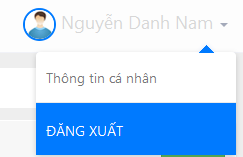 Nguyễn Danh Nam
Thông tin cá nhân
ĐĂNG XUẤT